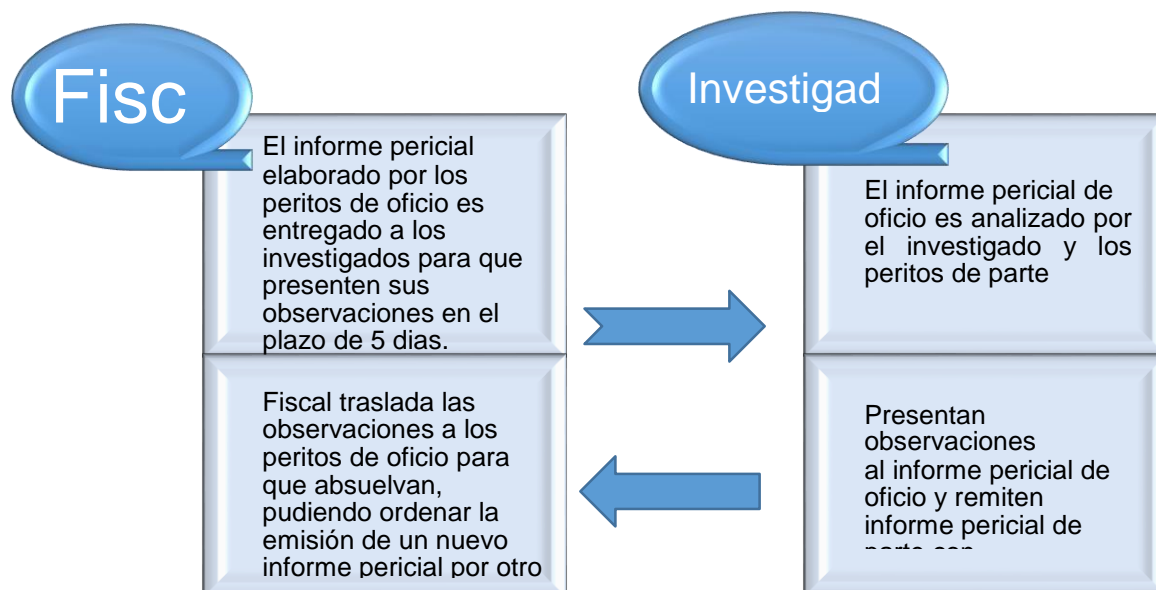 Fisc
El informe pericial
elaborado por los
peritos de oficio es
entregado a los
investigados para que
presenten sus
observaciones en el
plazo de 5 dias.
Fiscal traslada las
observaciones a los
peritos de oficio para
que absuelvan,
pudiendo ordenar la
emisión de un nuevo
informe pericial por otro
Investigad
El informe pericial de
oficio es analizado por
el investigado y los
peritos de parte
Presentan
observaciones
al informe pericial de
oficio y remiten
informe pericial de